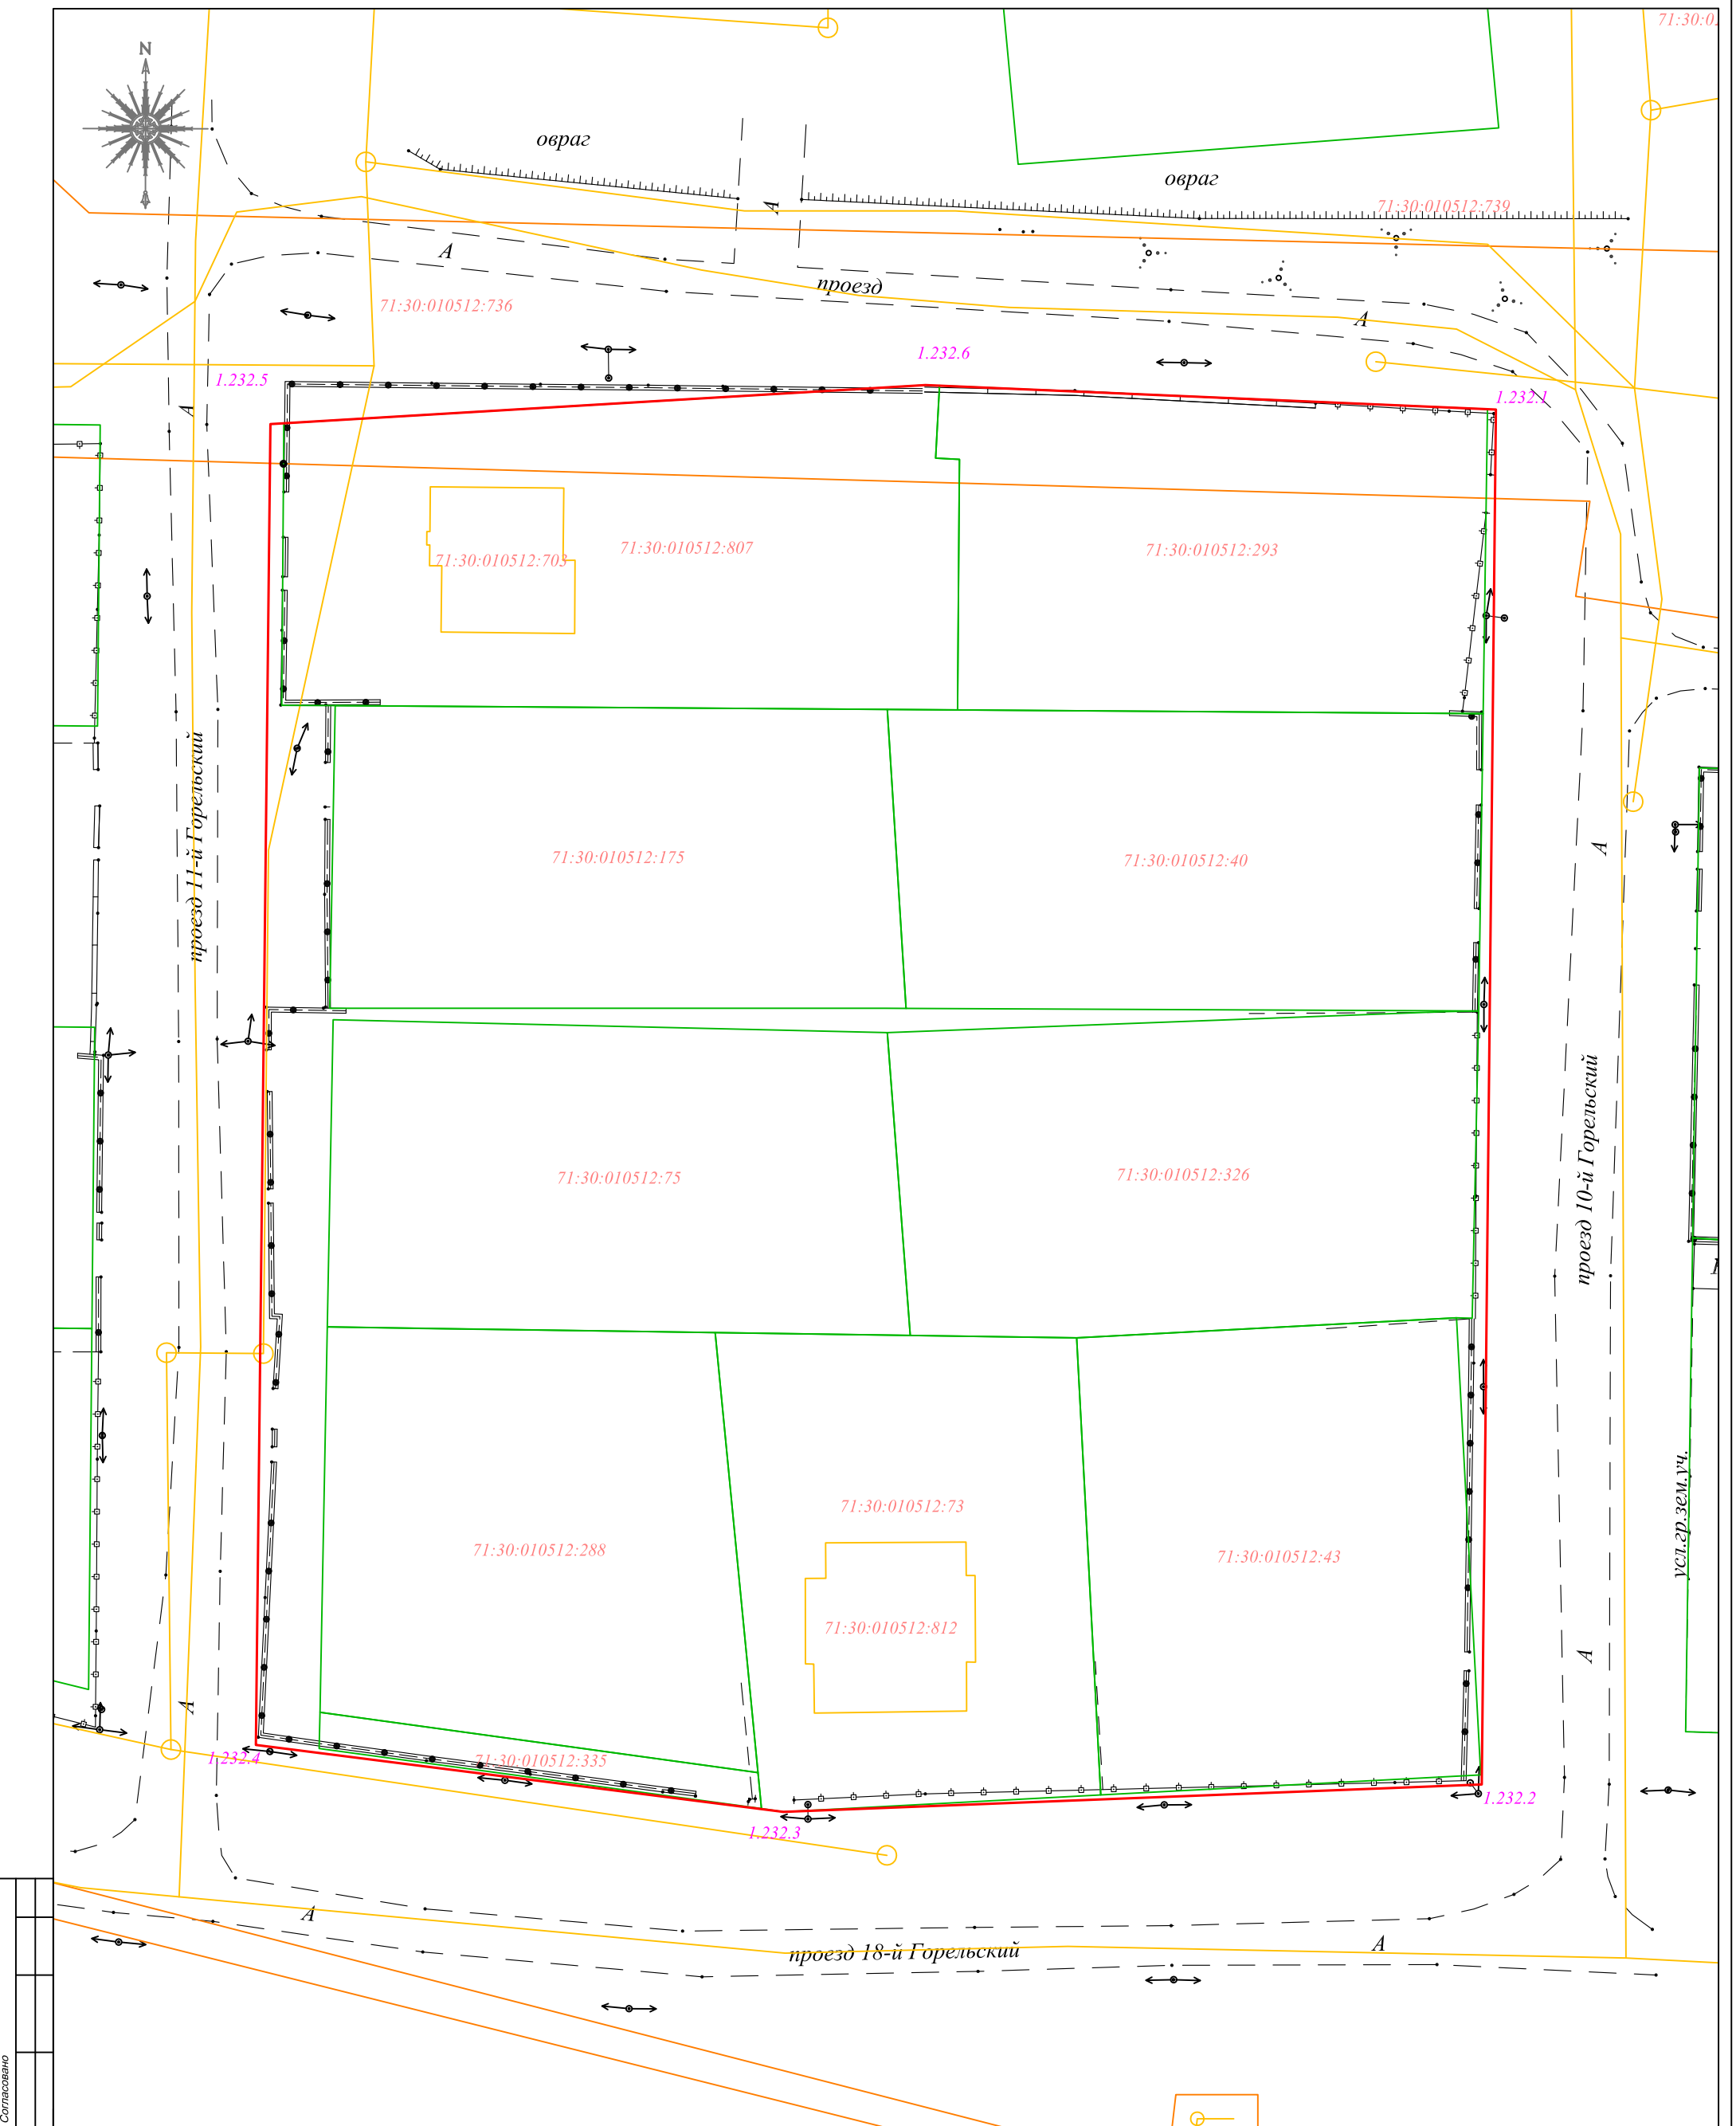 71:30:0
N
овраг
А
овраг
71:30:010512:739
А
проезд
71:30:010512:736
А
1.232.6
1.232.5
1.232.1
А
71:30:010512:703
71:30:010512:807
71:30:010512:293
проезд 11-й Горельский
71:30:010512:175
71:30:010512:40
А
71:30:010512:75
71:30:010512:326
проезд 10-й Горельский
71:30:010512:73
71:30:010512:288
71:30:010512:43
усл.гр.зем.уч.
71:30:010512:812
А
А
1.232.4
71:30:010512:335
1.232.2
1.232.3
А
проезд 18-й Горельский
А
Согласовано